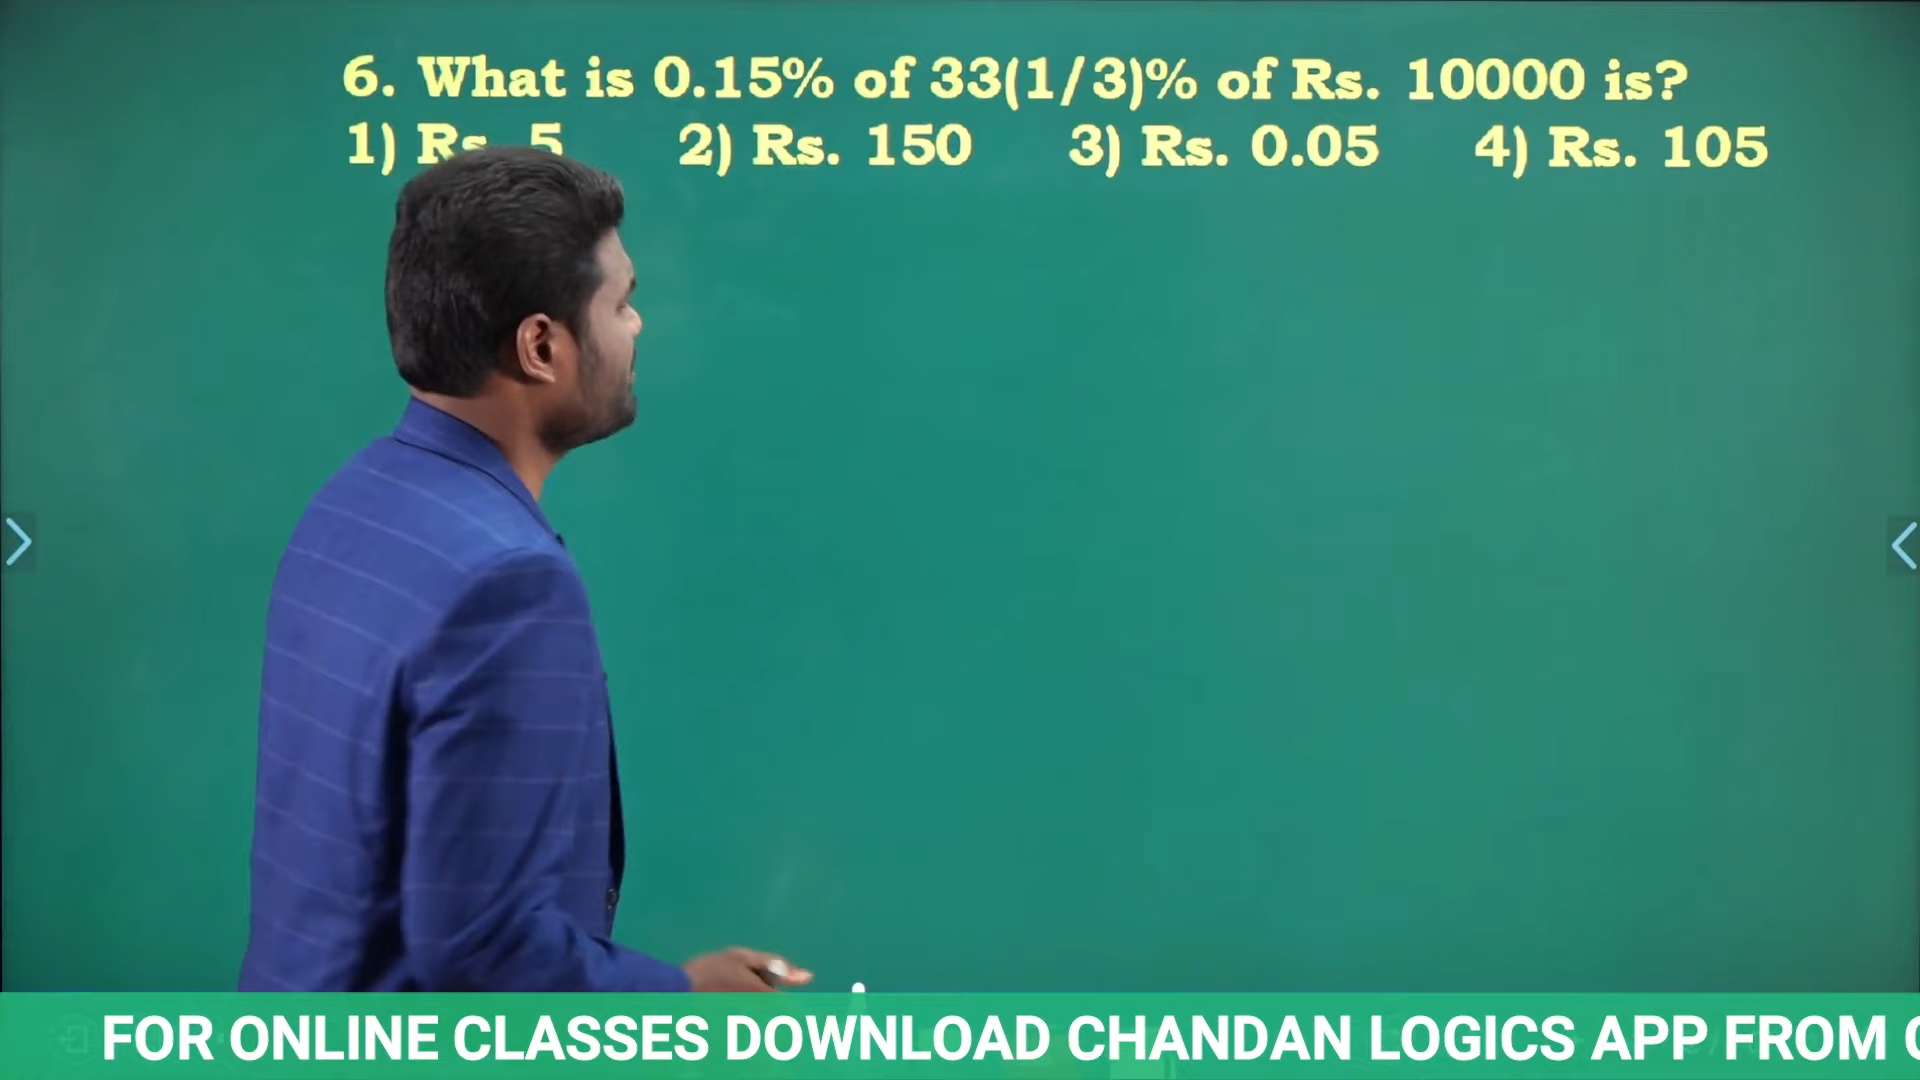 6. What is 0.15% of 33(1/3)% of Rs. 10000 is?
1) Rs. 5 2) Rs. 150 3) Rs. 0.05 4) Rs. 105
FOR ONLINE CLASSES DOWNLOAD CHANDAN LOGICS APP FROM